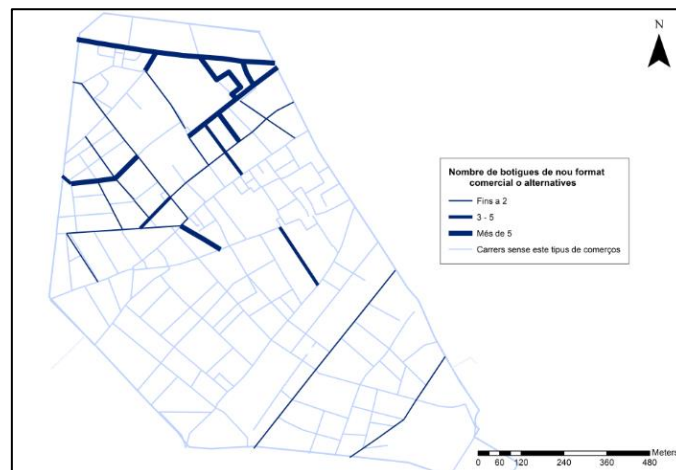 N
Nombre de botigues de nou format
comercial o alternatives
Fins a 2
3 - 5
Més de 5
Carrers sense este tipus de comerços
Meters
0 60 120 240 360 480